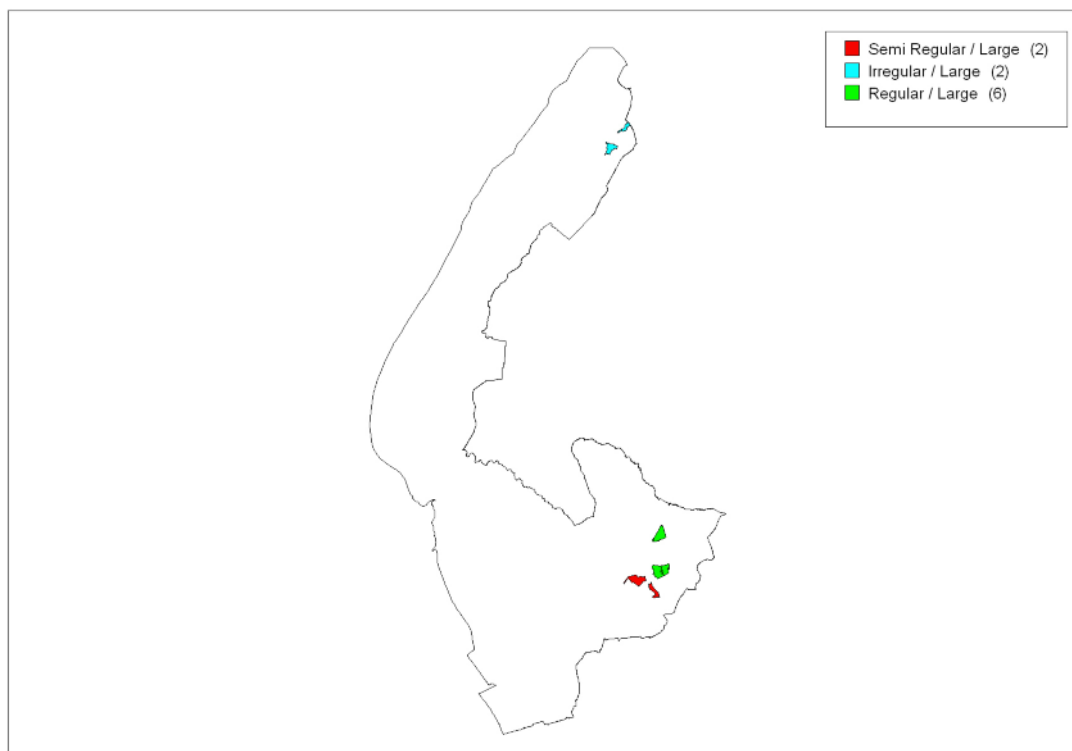 Semi Regular / Large (2)
Irregular / Large (2)
Regular / Large (6)